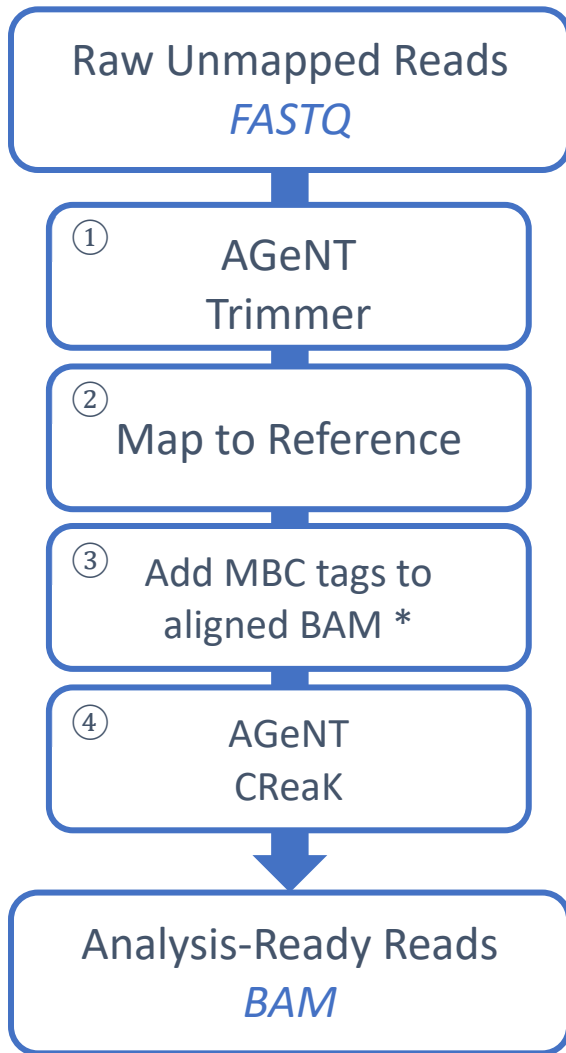 Raw Unmapped Reads
FASTQ
①
AGeNT
Trimmer
②
Map to Reference
③
Add MBC tags to
aligned BAM *
④
AGeNT
CReaK
Analysis-Ready Reads
BAM